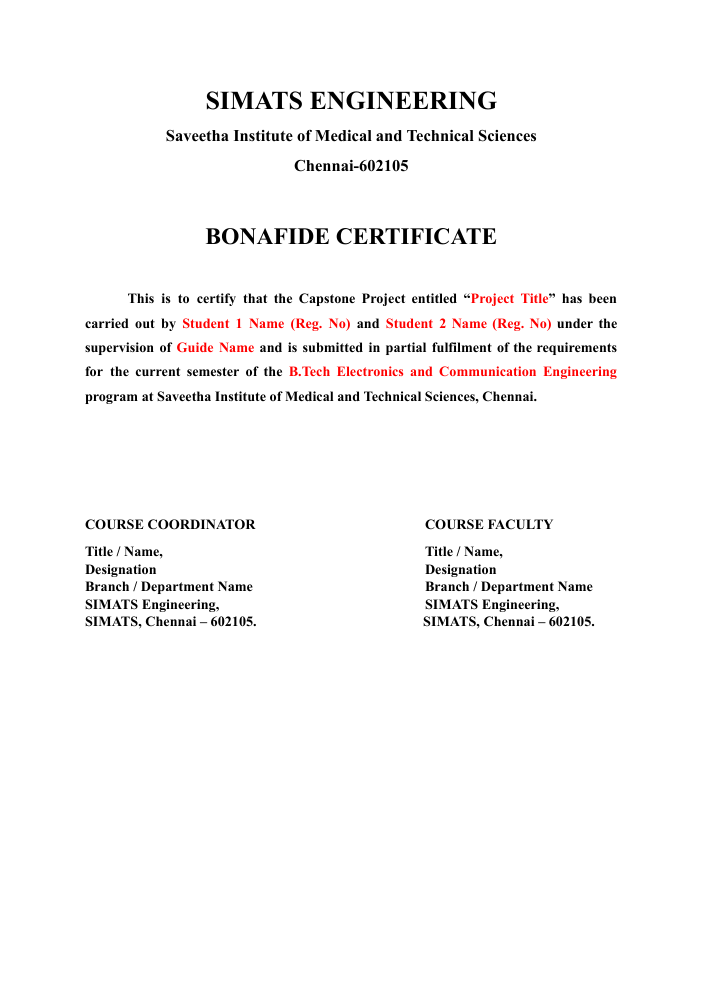 SIMATS ENGINEERING
Saveetha Institute of Medical and Technical Sciences
Chennai-602105
BONAFIDE CERTIFICATE
This is to certify that the Capstone Project entitled “Project Title” has been
carried out by Student 1 Name (Reg. No) and Student 2 Name (Reg. No) under the
supervision of Guide Name and is submitted in partial fulfilment of the requirements
for the current semester of the B.Tech Electronics and Communication Engineering
program at Saveetha Institute of Medical and Technical Sciences, Chennai.
COURSE COORDINATOR
Title / Name,
Designation
Branch / Department Name
SIMATS Engineering,
SIMATS, Chennai – 602105.
COURSE FACULTY
Title / Name,
Designation
Branch / Department Name
SIMATS Engineering,
SIMATS, Chennai – 602105.